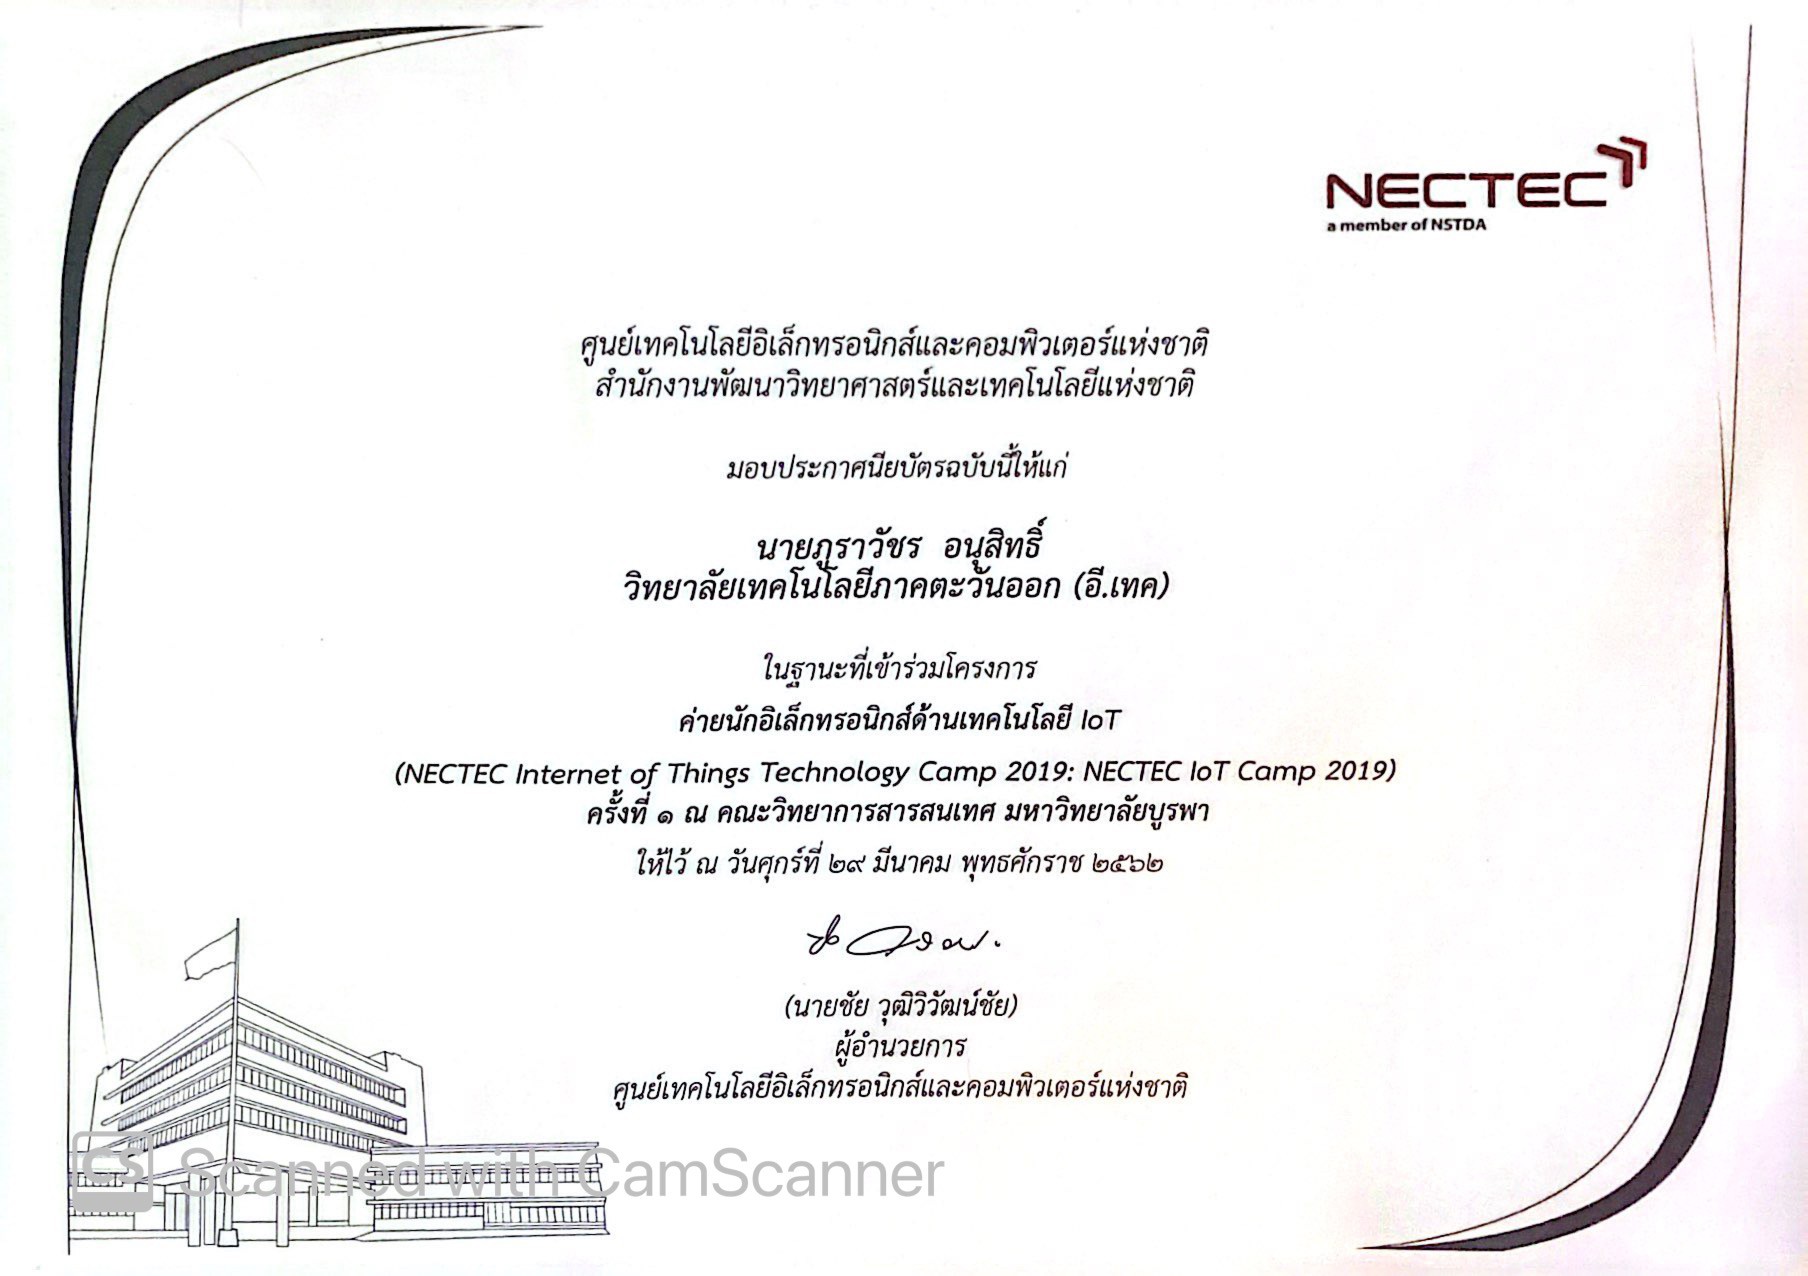 NECTEC
a member of NSTDA
ศูนย์เทคโนโลยีอิเล็กทรอนิกส์และคอมพิวเตอร์แห่งชาติ
สำนักงานพัฒนาวิทยาศาสตร์และเทคโนโลยีแห่งชาติ
มอบประกาศนียบัตรฉบับนี้ให้แก่
นายภูราวัชร อนุสิทธิ์
วิทยาลัยเทคโนโลยีภาคตะวันออก (อี.เทค)
ในฐานะที่เข้าร่วมโครงการ
ค่ายนักอิเล็กทรอนิกส์ด้านเทคโนโลยี IoT
(NECTEC Internet of Things Technology Camp 2019: NECTEC IoT Camp 2019)
ครั้งที่ ๑ ณ คณะวิทยาการสารสนเทศ มหาวิทยาลัยบูรพา
ให้ไว้ ณ วันศุกร์ที่ ๒๙ มีนาคม พุทธศักราช ๒๕๖๒
(นายชัย วุฒิวิวัฒน์ชัย)
ผู้อำนวยการ
ศูนย์เทคโนโลยีอิเล็กทรอนิกส์และคอมพิวเตอร์แห่งชาติ
CS Scanned with CamScanner